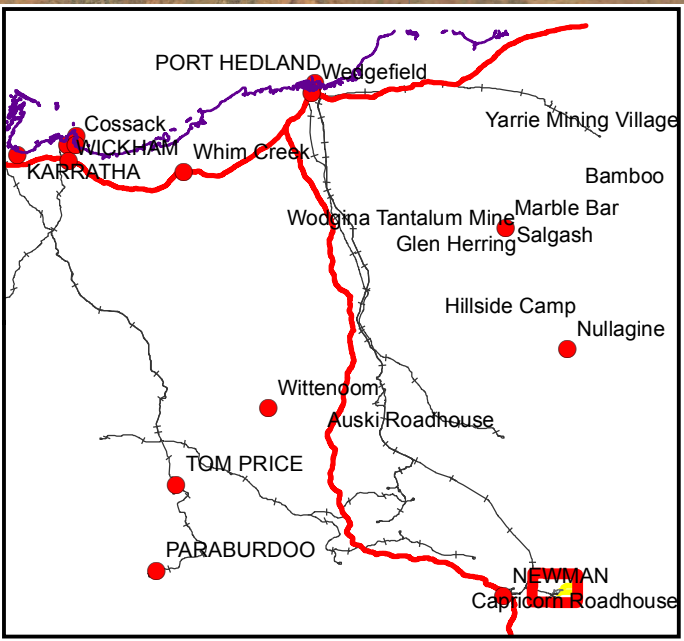 PORT HEDLAND
Wedgefield
Yarrie Mining Village
Cossack
WICKHAM
Whim Creek
KARRATHA
Bamboo
Marble Bar
Woogina Tantalum Mine
Salgash
Glen Herring
Hillside Camp
Nullagine
Wittenoom
Auski Roadhouse
TOM PRICE
PARABURDOO
NEWMAN
Capricorn Roadhouse